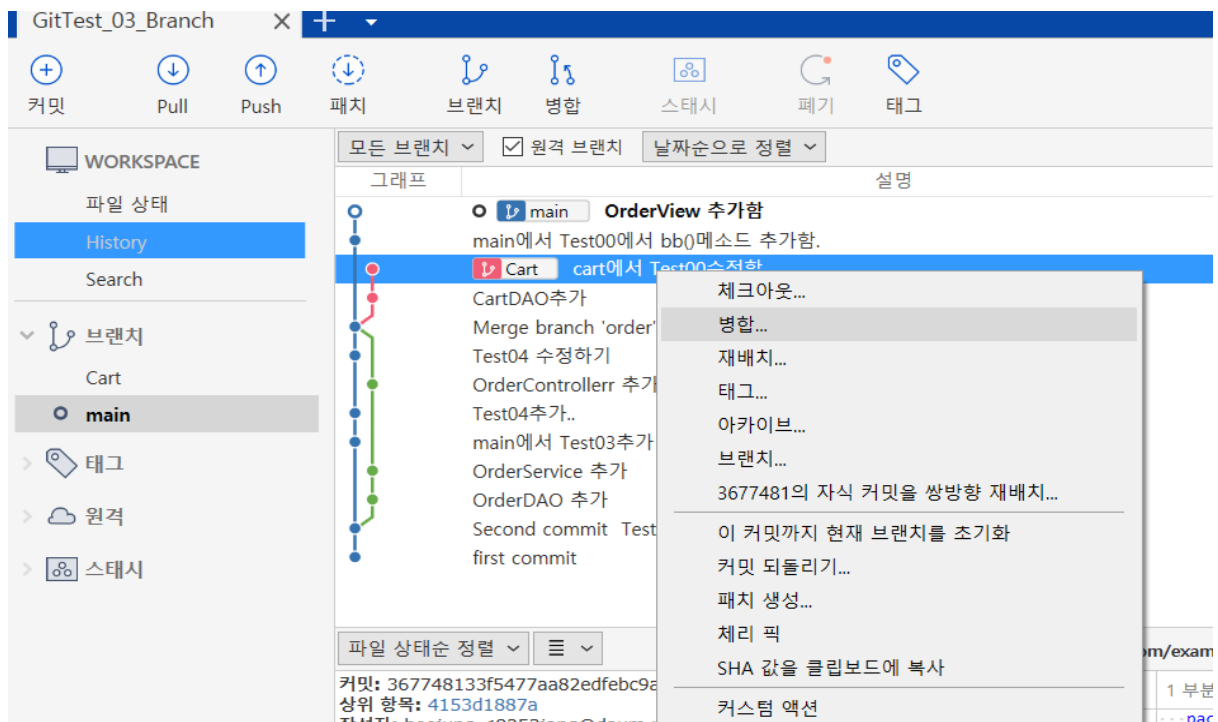 GitTest_03_Branch
커밋 Pull Push 패치 브랜치 병합 스태시 폐기 태그
모든 브랜치 원격 브랜치 날짜순으로 정렬
WORKSPACE
파일 상태
History
Search
브랜치
Cart
main
태그
원격
스태시
그래프 설명
main OrderView 추가함
main에서 Test00에서 bb()메소드 추가함.
Cart cart에서 Test00수정함
CartDAO추가
Merge branch 'order'
Test04 수정하기
OrderControllerr 추가
Test04추가..
main에서 Test03추가
OrderService 추가
OrderDAO 추가
Second commit Test
first commit
체크아웃...
병합...
재배치...
태그...
아카이브...
브랜치...
3677481의 자식 커밋을 쌍방향 재배치...
이 커밋까지 현재 브랜치를 초기화
커밋 되돌리기...
패치 생성...
체리 픽
SHA 값을 클립보드에 복사
커스텀 액션
파일 상태순 정렬
om/exam
커밋: 367748133f5477aa82edfebc9a
상위 항목: 4153d1887a
1 부분
pac